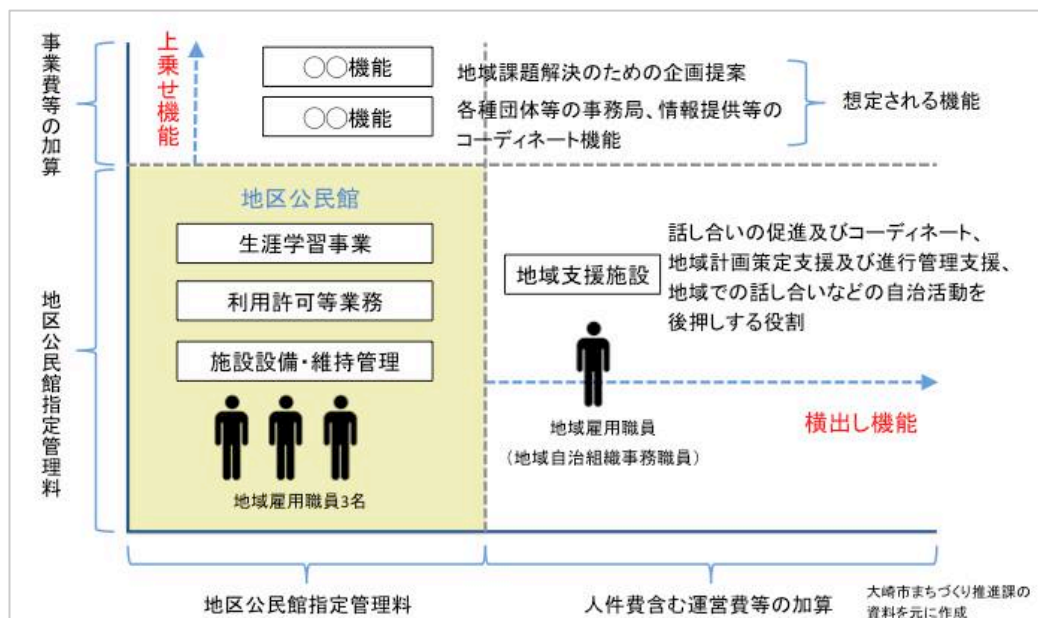 事業費等の加算
上乗せ機能
◯◯機能
◯◯機能
地域課題解決のための企画提案
各種団体等の事務局、情報提供等の
コーディネート機能
想定される機能
地区公民館指定管理料
地区公民館
生涯学習事業
利用許可等業務
施設設備・維持管理
地域雇用職員3名
地域支援施設
話し合いの促進及びコーディネート、
地域計画策定支援及び進行管理支援、
地域での話し合いなどの自治活動を
後押しする役割
地域雇用職員
（地域自治組織事務職員）
横出し機能
地区公民館指定管理料
人件費含む運営費等の加算
大崎市まちづくり推進課の
資料を元に作成